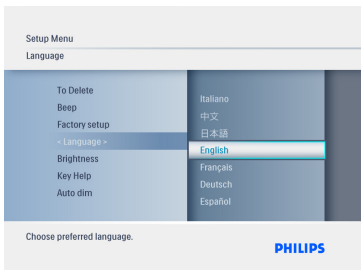 Setup Menu
Language
To Delete
Beep
Factory setup
< Language >
Brightness
Key Help
Auto dim
Italiano
中文
日本語
English
Français
Deutsch
Español
Choose preferred language.
PHILIPS